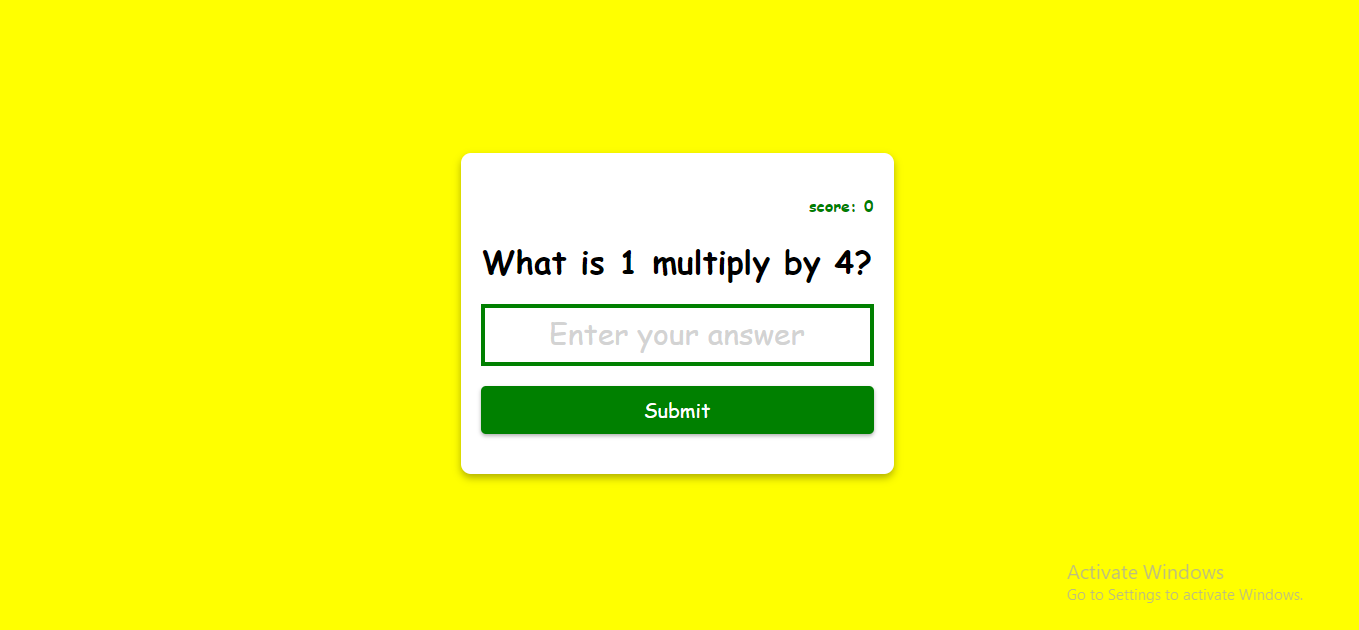 score: 0
What is 1 multiply by 4?
Enter your answer
Submit
Activate Windows
Go to Settings to activate Windows.